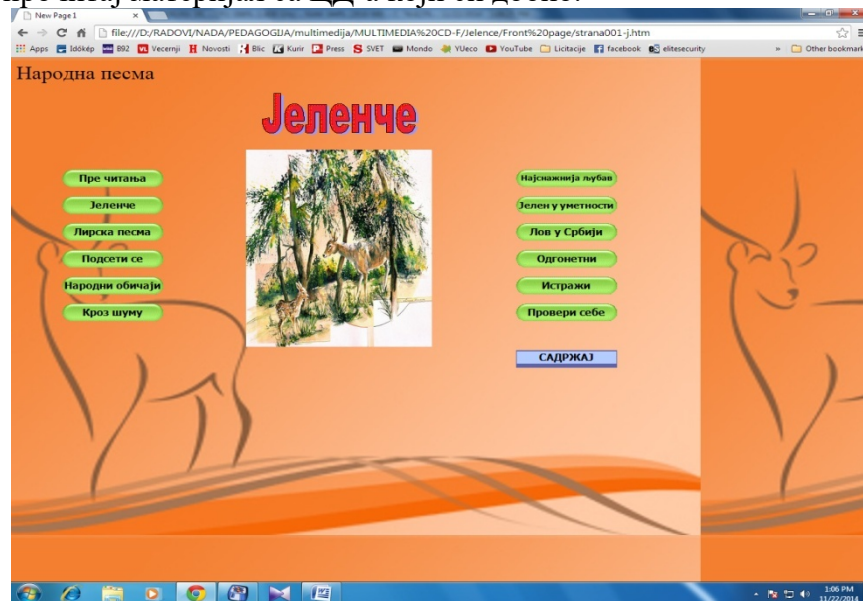 New Page 1
file:///D:/RADOVI/NADA/PEDAGOGIJA/multimedija/MULTIMEDIA%20CD-F/Jelence/Front%20page/strana001-j.htm
Apps Időkép B92 Vecernji Novosti Blic Kurir Press SVET Mondo YUeco YouTube Licitacije facebook elitesecurity » Other bookmark
Народна песма
Јеленче
Пре читања
Јеленче
Лирска песма
Подсети се
Народни обичаји
Кроз шуму
Најснажнија љубав
Јелен у уметности
Лов у Србији
Одгонетни
Истражи
Провери себе
САДРЖАЈ
1:06 PM
11/22/2014